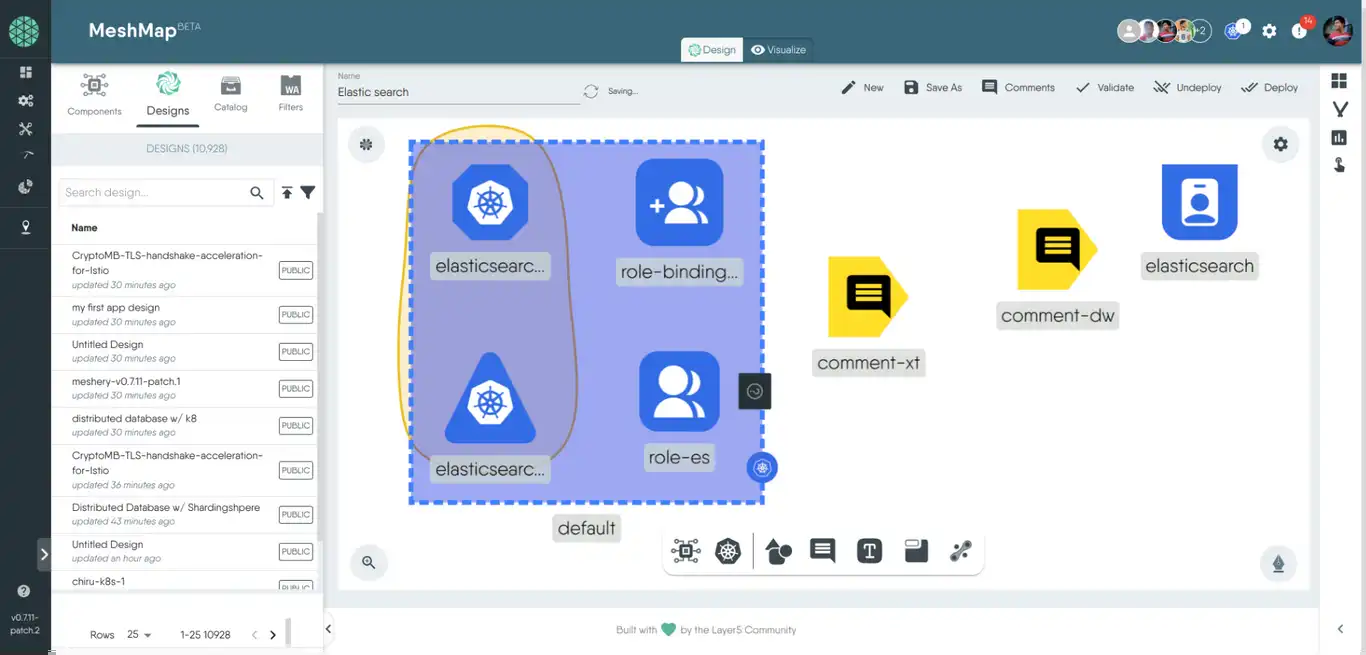 MeshMap BETA
+2
1
14
Design
Visualize
Components
Designs
Catalog
WA
Filters
DESIGNS (10,928)
Search design...
Name
CryptoMB-TLS-handshake-acceleration-
for-Istio
updated 30 minutes ago
PUBLIC
my first app design
updated 30 minutes ago
PUBLIC
Untitled Design
updated 30 minutes ago
PUBLIC
meshery-v0.7.11-patch.1
updated 30 minutes ago
PUBLIC
distributed database w/ k8
updated 30 minutes ago
PUBLIC
CryptoMB-TLS-handshake-acceleration-
for-Istio
updated 36 minutes ago
PUBLIC
Distributed Database w/ Shardingshpere
updated 43 minutes ago
PUBLIC
Untitled Design
updated an hour ago
PUBLIC
chiru-k8s-1
PUBLIC
Rows 25 1-25 10928
v0.7.11-
patch.2
Name
Elastic search
Saving...
New
Save As
Comments
Validate
Undeploy
Deploy
elasticsearc...
role-binding...
elasticsearc...
role-es
default
comment-xt
comment-dw
elasticsearch
T
Built with by the Layer5 Community